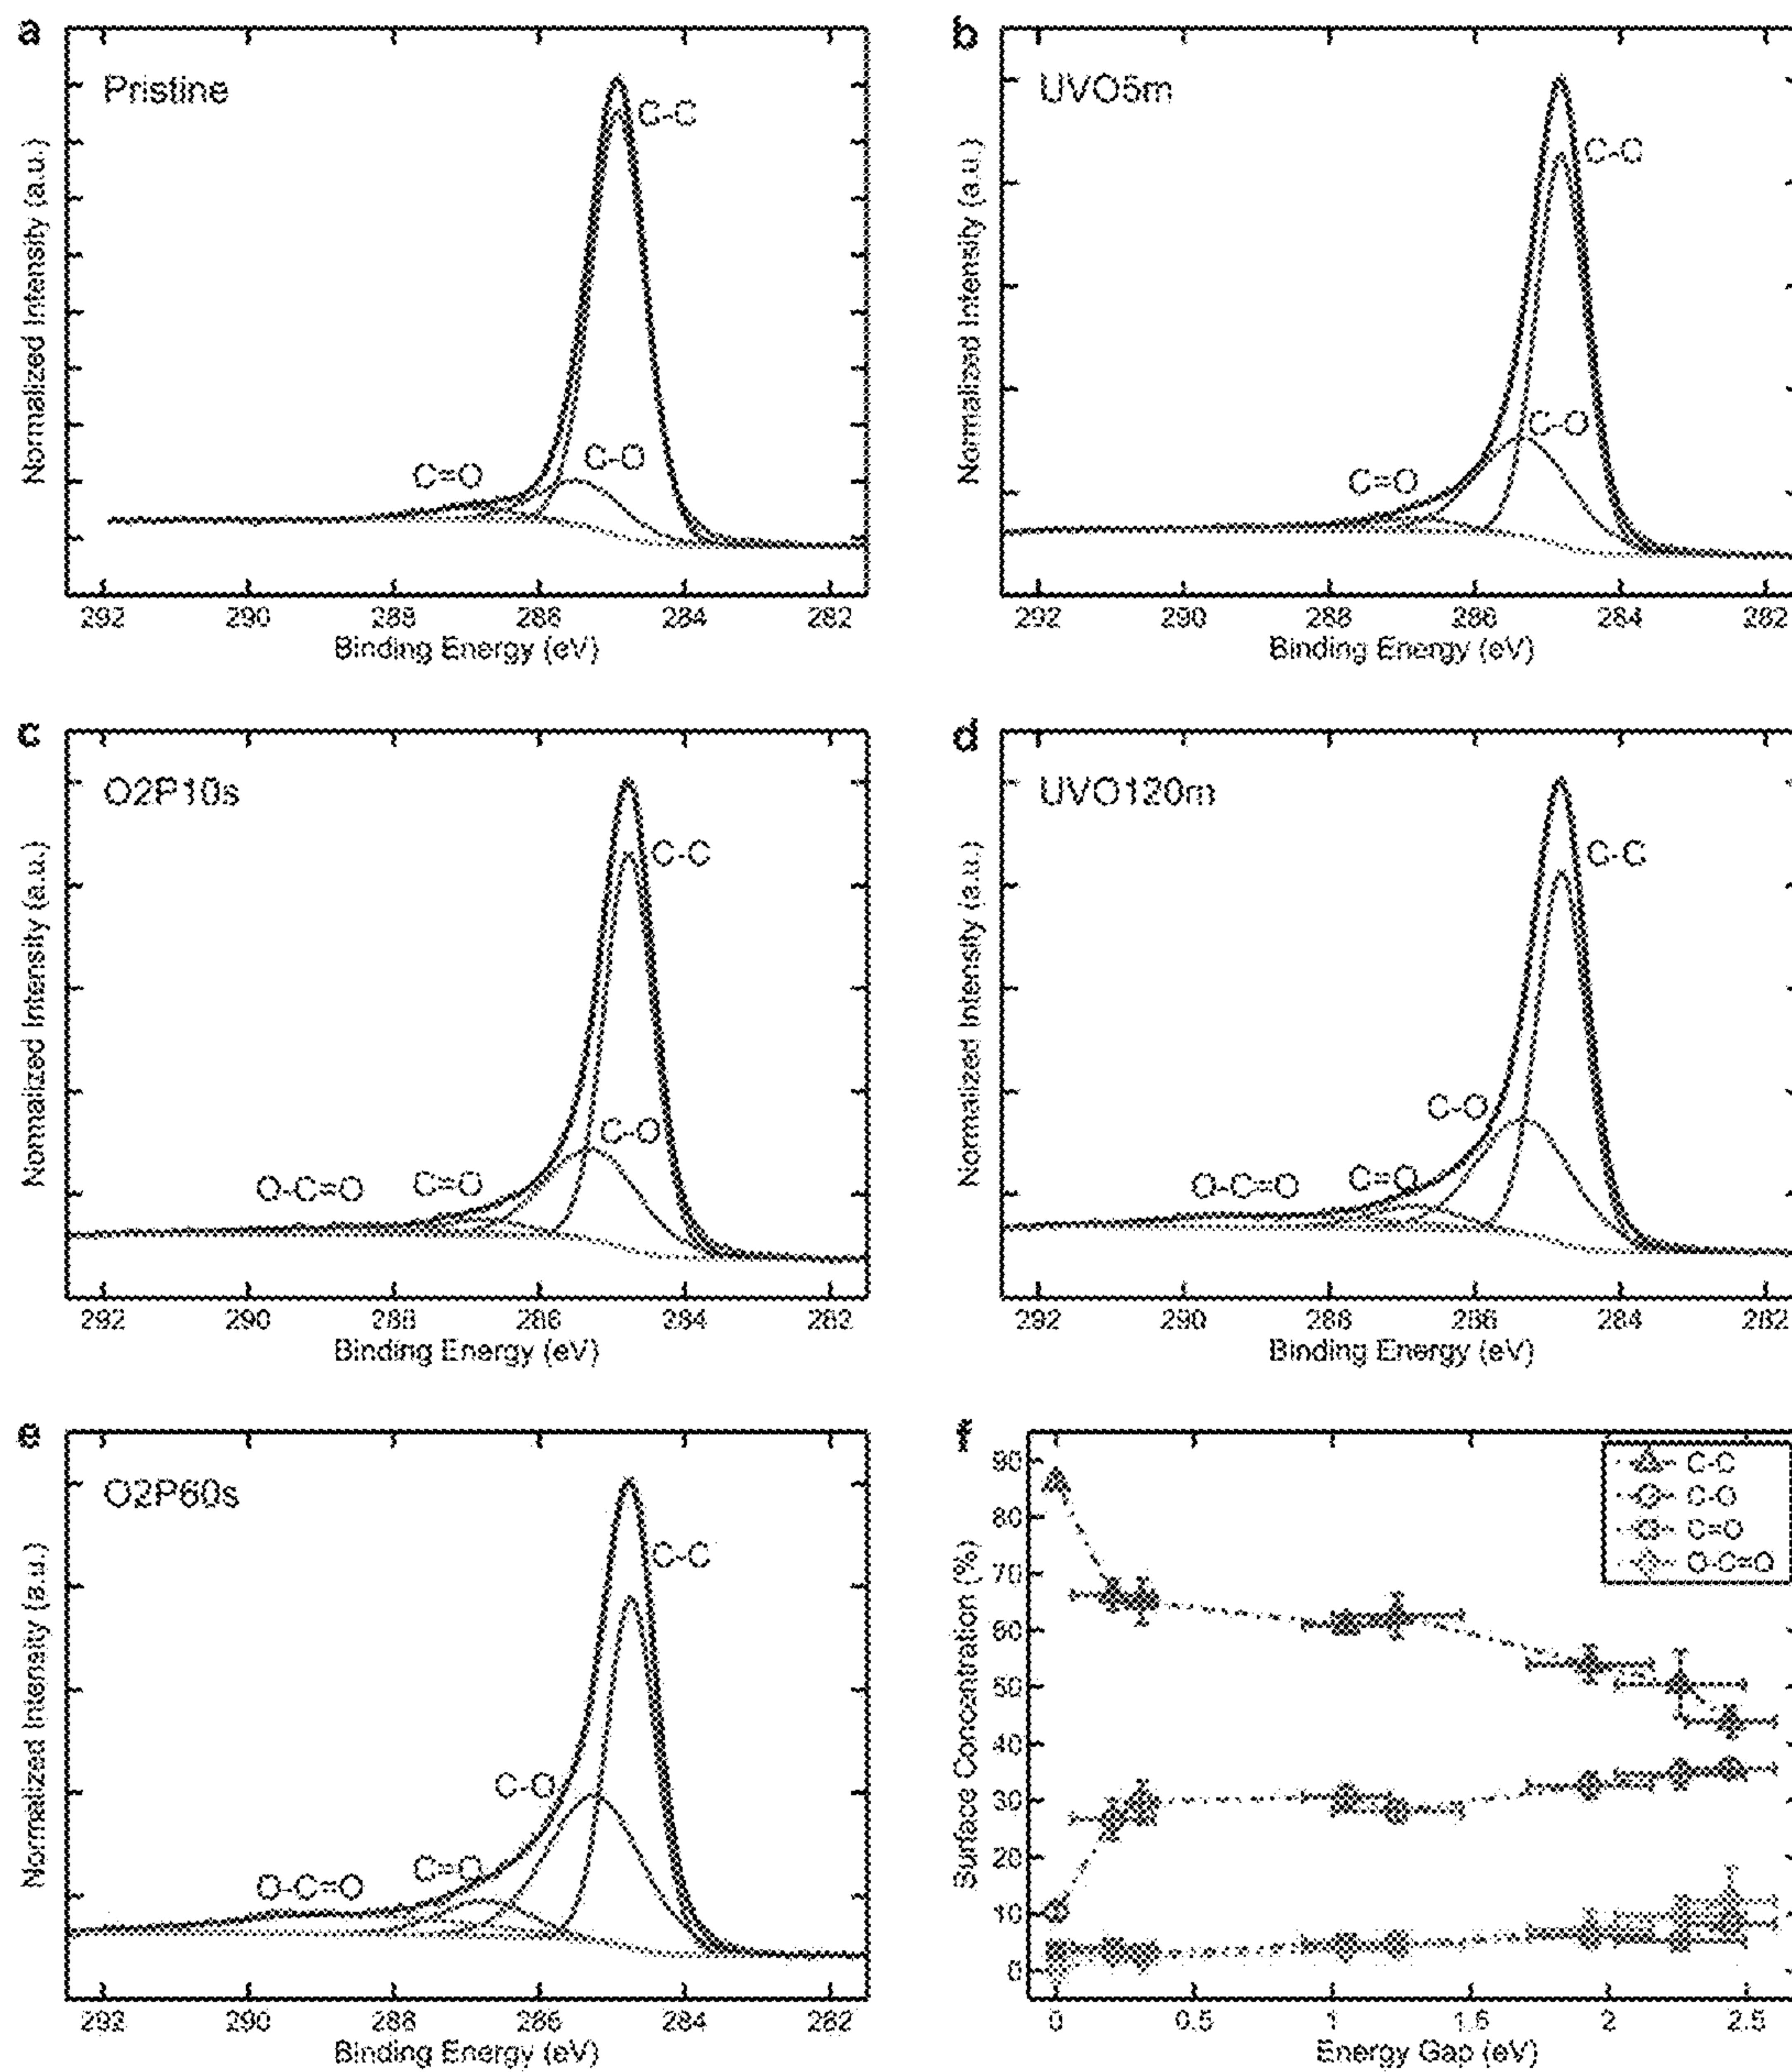 a
Pristine
C-C
C-O
C=O
Normalized Intensity (a.u.)
292 290 288 286 284 282
Binding Energy (eV)
b
UVO5m
C-O
C-O
C=O
Normalized Intensity (a.u.)
292 290 288 286 284 282
Binding Energy (eV)
c
O2P10s
C-C
C-O
O-C=O C=O
Normalized Intensity (a.u.)
292 290 288 286 284 282
Binding Energy (eV)
d
UVO120m
C-C
C-O
O-C=O C=O
Normalized Intensity (a.u.)
292 290 288 286 284 282
Binding Energy (eV)
e
O2P60s
C-C
C-O
C=O
O-C=O
Normalized Intensity (a.u.)
292 290 288 286 284 282
Binding Energy (eV)
f
C-C
C-O
C=O
O-C=O
90
80
70
60
50
40
30
20
10
0
Surface Concentration (%)
0 0.5 1 1.5 2 2.5
Energy Gap (eV)